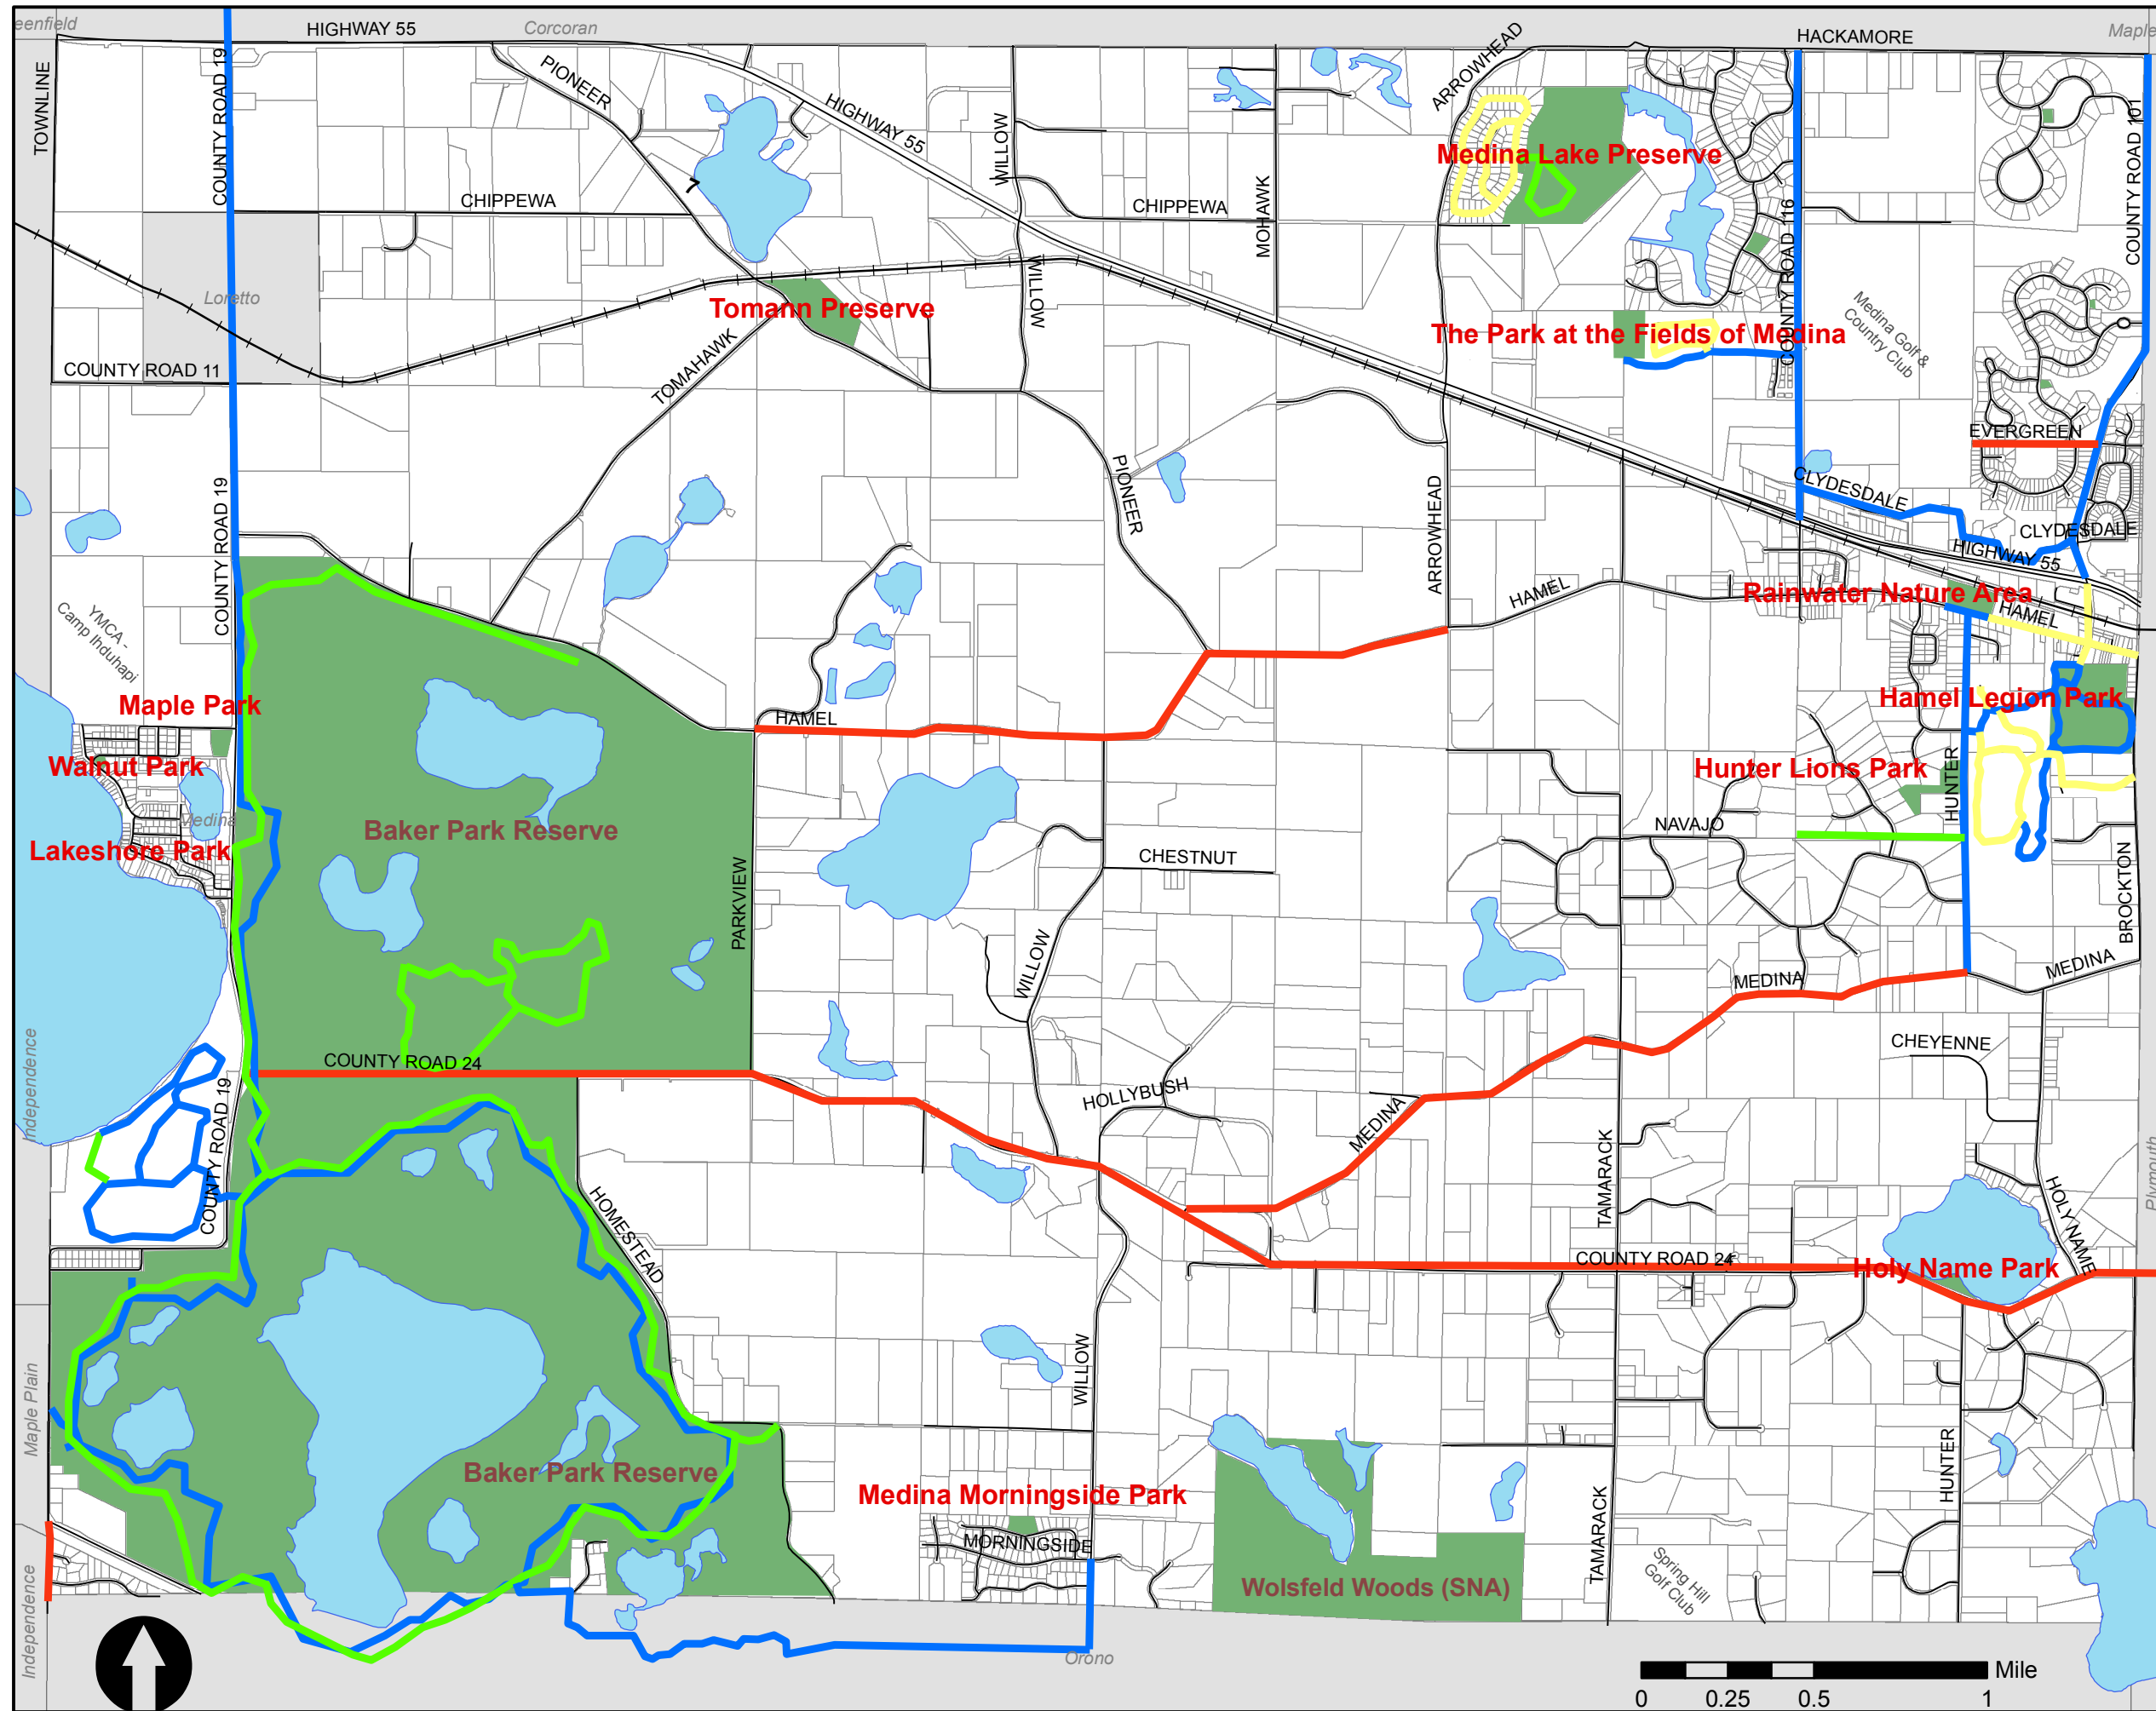 eenfield
HIGHWAY 55
Corcoran
HACKAMORE
Maple
TOWNLINE
COUNTY ROAD 19
PIONEER
HIGHWAY 55
WILLOW
ARROWHEAD
COUNTY ROAD 101
Medina Lake Preserve
CHIPPEWA
CHIPPEWA
MOHAWK
COUNTY ROAD 116
Loretto
Tomann Preserve
WILLOW
The Park at the Fields of Medina
Medina Golf &
Country Club
COUNTY ROAD 11
TOMAHAWK
EVERGREEN
COUNTY ROAD 19
PIONEER
ARROWHEAD
CLYDESDALE
CLYDESDALE
HIGHWAY 55
YMCA -
Camp Ihduhapi
HAMEL
Rainwater Nature Area
HAMEL
Maple Park
HAMEL
Hamel Legion Park
Walnut Park
Hunter Lions Park
HUNTER
Medina
Baker Park Reserve
NAVAJO
Lakeshore Park
CHESTNUT
PARKVIEW
BROCKTON
WILLOW
MEDINA
MEDINA
Independence
COUNTY ROAD 24
CHEYENNE
COUNTY ROAD 19
HOLLYBUSH
MEDINA
TAMARACK
Plymouth
HOMESTEAD
HOLY NAME
COUNTY ROAD 24
Holy Name Park
Maple Plain
WILLOW
Baker Park Reserve
Medina Morningside Park
HUNTER
MORNINGSIDE
TAMARACK
Wolsfeld Woods (SNA)
Spring Hill
Golf Club
Independence
Orono
Mile
0
0.25
0.5
1